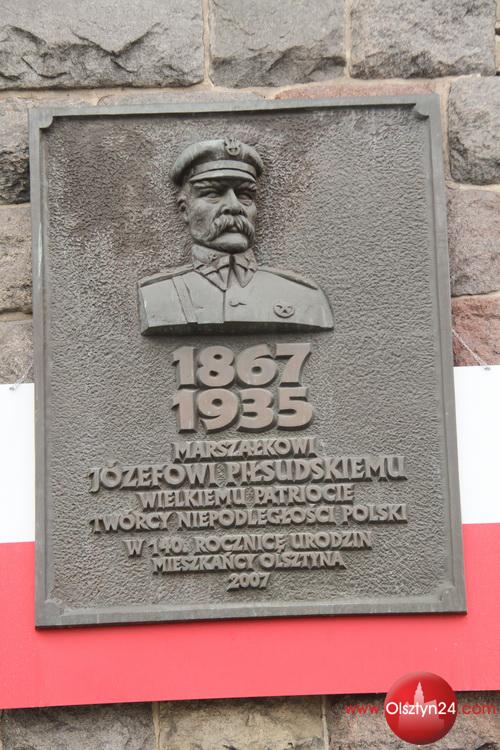 1867
1935
MARSZAŁKOWI
JÓZEFOWI PIŁSUDSKIEMU
WIELKIEMU PATRIOCIE
TWÓRCY NIEPODLEGŁOŚCI POLSKI
W 140. ROCZNICĘ URODZIN
MIESZKAŃCY OLSZTYNA
2007
www.Olsztyn24.com